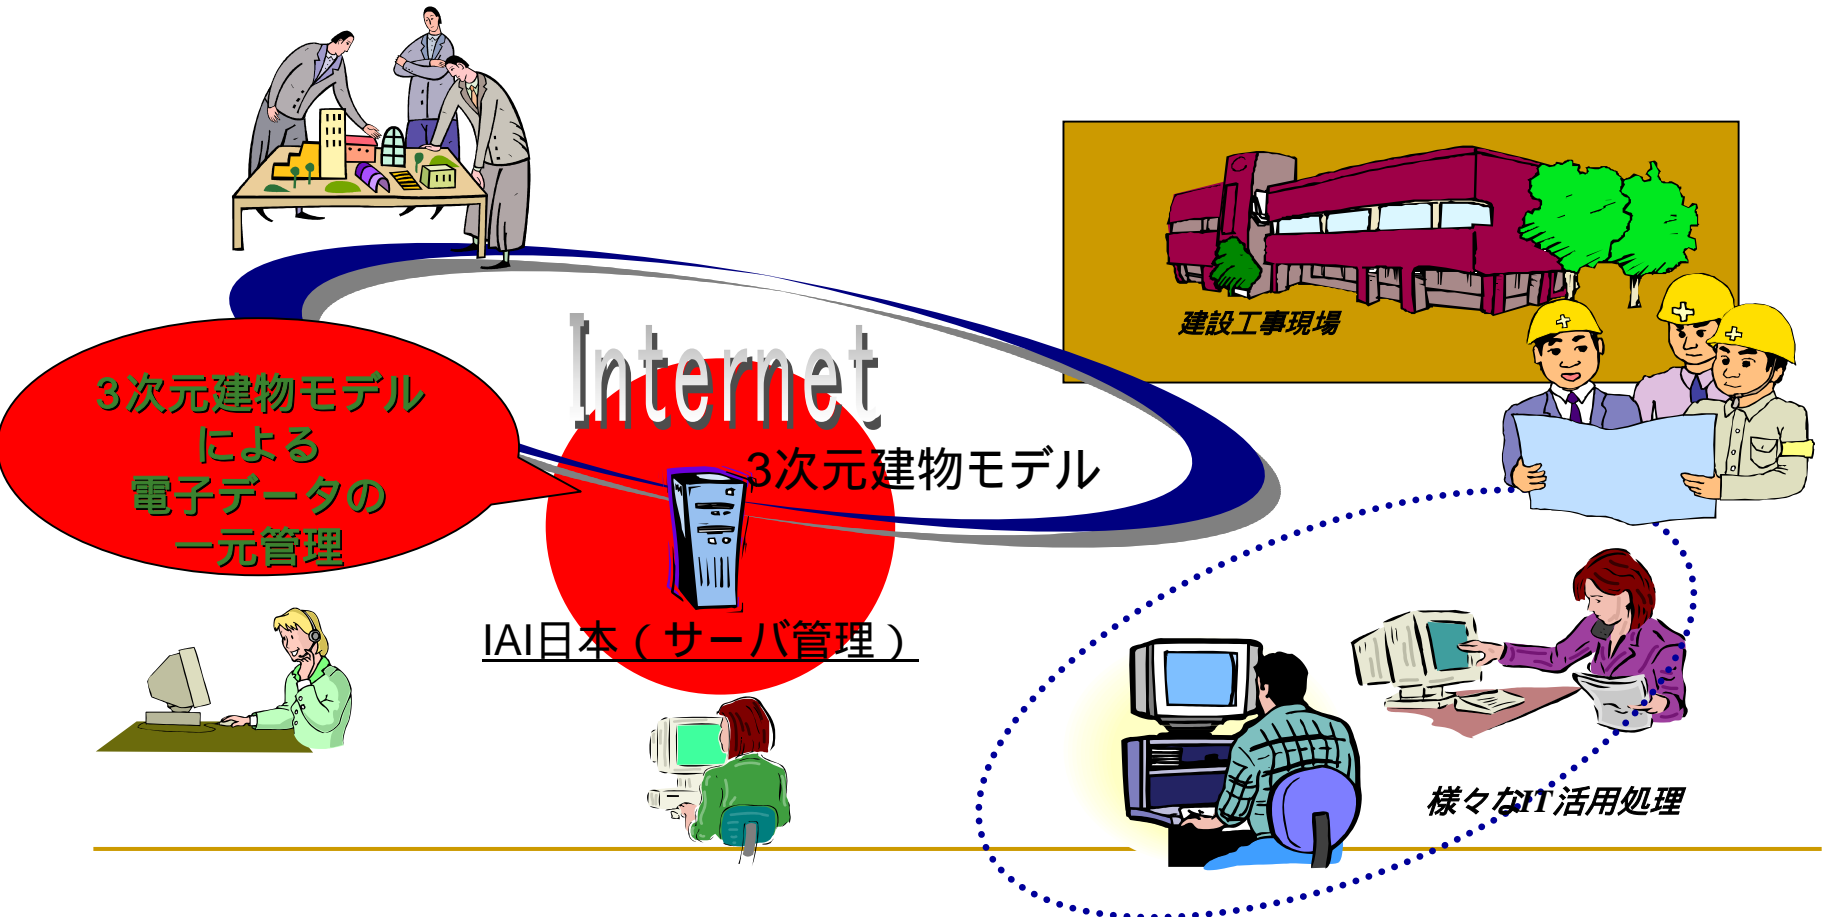 建設工事現場
Internet
3次元建物モデル
による
電子データの
一元管理
3次元建物モデル
IAI日本（サーバ管理）
様々なIT活用処理